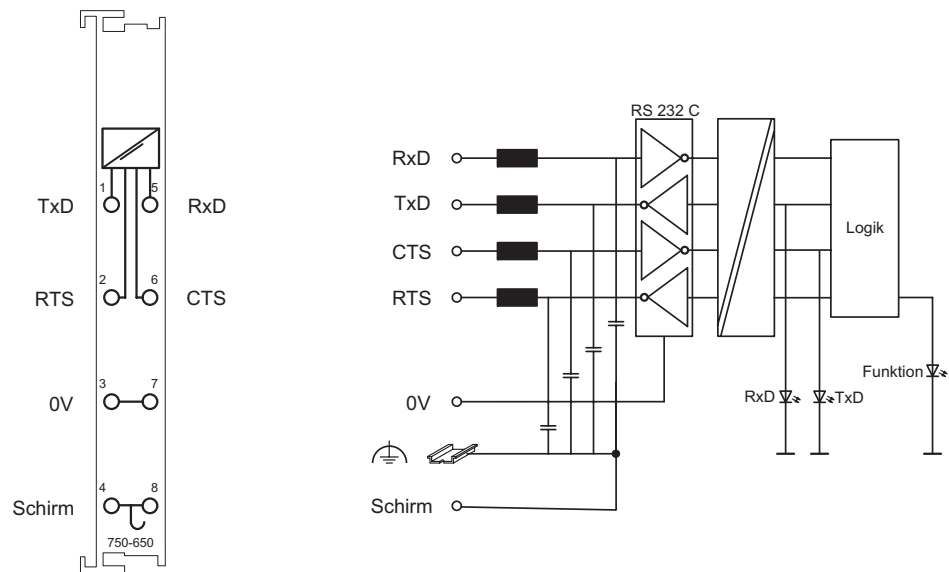 1 5
TxD RxD
2 6
RTS CTS
3 7
0V
4 8
Schirm
750-650
RS 232 C
RxD
TxD
CTS
RTS
Logik
Funktion
RxD TxD
0V
Schirm